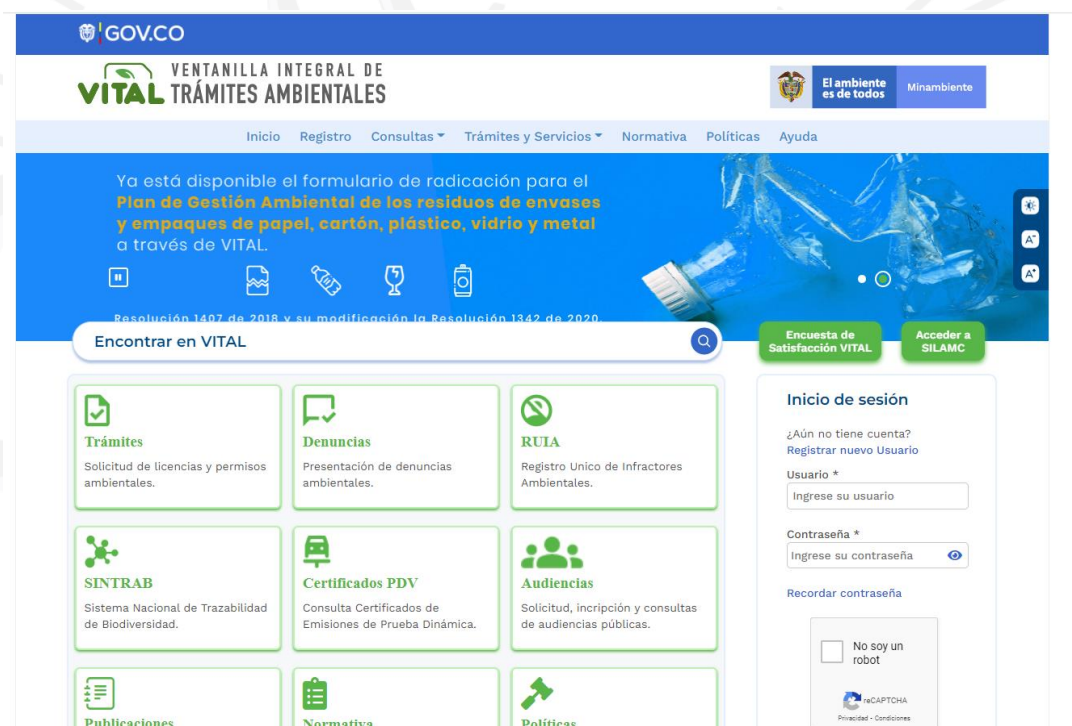 GOV.CO
VENTANILLA INTEGRAL DE
VITAL TRÁMITES AMBIENTALES
El ambiente
es de todos
Minambiente
Inicio Registro Consultas Trámites y Servicios Normativa Políticas Ayuda
Ya está disponible el formulario de radicación para el
Plan de Gestión Ambiental de los residuos de envases
y empaques de papel, cartón, plástico, vidrio y metal
a través de VITAL.
A-
A+
Resolución 1407 de 2018 y su modificación la Resolución 1342 de 2020.
Encontrar en VITAL
Encuesta de
Satisfacción VITAL
Acceder a
SILAMC
Trámites
Solicitud de licencias y permisos
ambientales.
Denuncias
Presentación de denuncias
ambientales.
RUIA
Registro Unico de Infractores
Ambientales.
SINTRAB
Sistema Nacional de Trazabilidad
de Biodiversidad.
Certificados PDV
Consulta Certificados de
Emisiones de Prueba Dinámica.
Audiencias
Solicitud, incripción y consultas
de audiencias públicas.
Publicaciones
Normativa
Políticas
Inicio de sesión
¿Aún no tiene cuenta?
Registrar nuevo Usuario
Usuario *
Ingrese su usuario
Contraseña *
Ingrese su contraseña
Recordar contraseña
No soy un
robot
reCAPTCHA
Privacidad - Condiciones